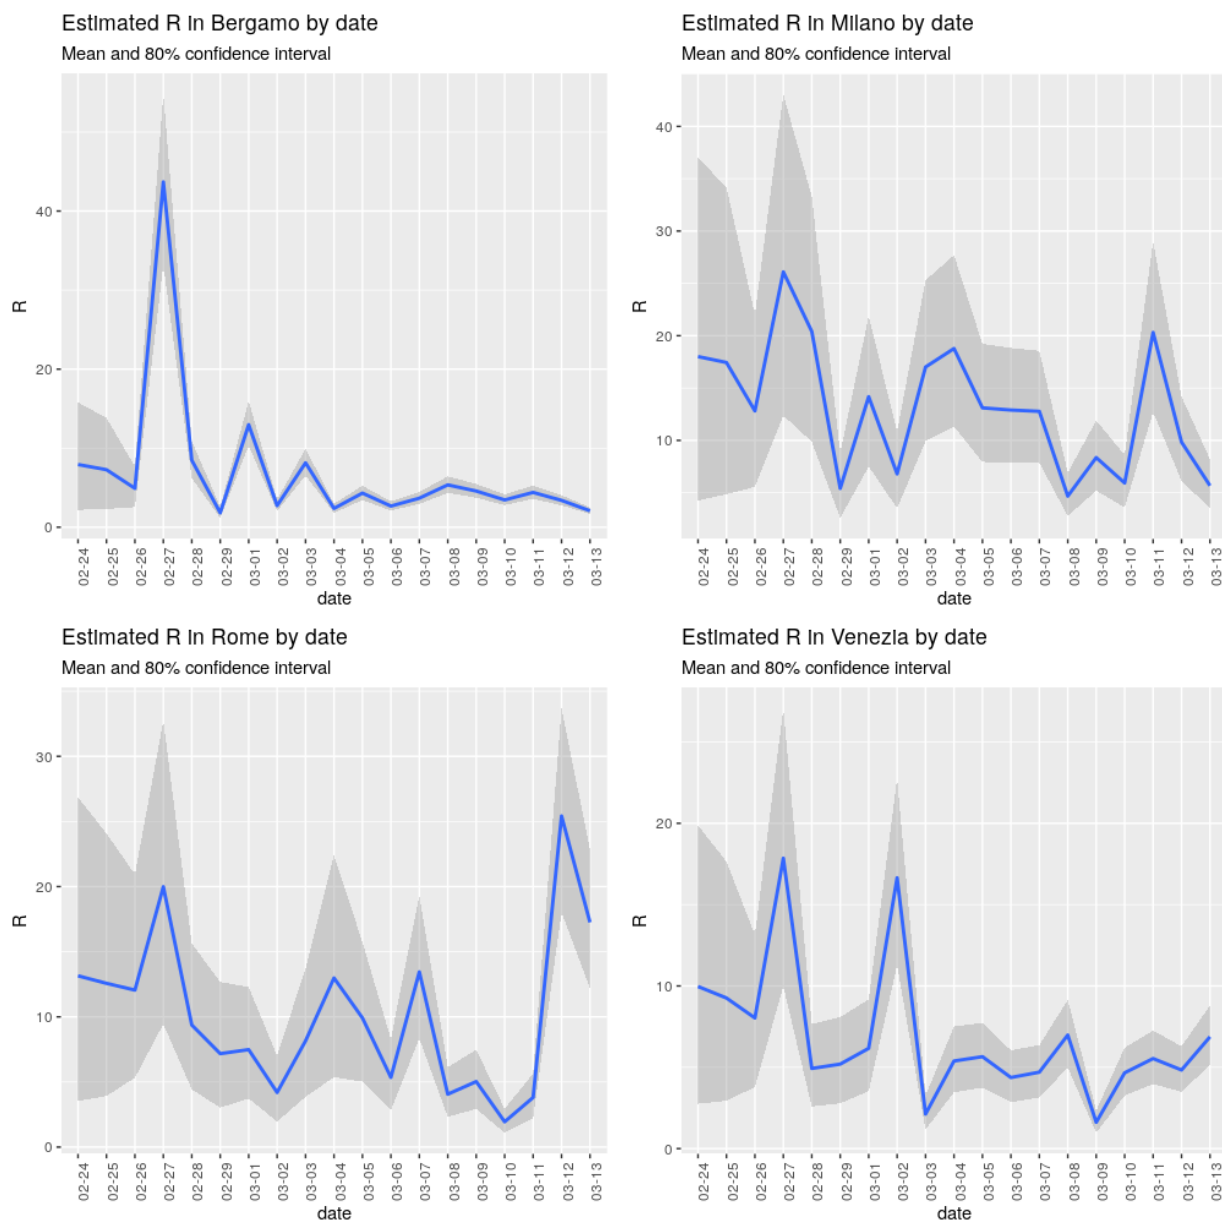 Estimated R in Bergamo by date
Mean and 80% confidence interval
R
40
20
0
02-24 02-25 02-26 02-27 02-28 02-29 03-01 03-02 03-03 03-04 03-05 03-06 03-07 03-08 03-09 03-10 03-11 03-12 03-13
date
Estimated R in Milano by date
Mean and 80% confidence interval
R
40
30
20
10
02-24 02-25 02-26 02-27 02-28 02-29 03-01 03-02 03-03 03-04 03-05 03-06 03-07 03-08 03-09 03-10 03-11 03-12 03-13
date
Estimated R in Rome by date
Mean and 80% confidence interval
R
30
20
10
0
02-24 02-25 02-26 02-27 02-28 02-29 03-01 03-02 03-03 03-04 03-05 03-06 03-07 03-08 03-09 03-10 03-11 03-12 03-13
date
Estimated R in Venezia by date
Mean and 80% confidence interval
R
20
10
0
02-24 02-25 02-26 02-27 02-28 02-29 03-01 03-02 03-03 03-04 03-05 03-06 03-07 03-08 03-09 03-10 03-11 03-12 03-13
date